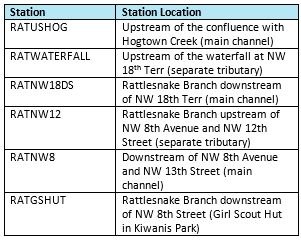 Station Station Location
RATUSHOG Upstream of the confluence with
Hogtown Creek (main channel)
RATWATERFALL Upstream of the waterfall at NW
18th Terr (separate tributary)
RATNW18DS Rattlesnake Branch downstream
of NW 18th Terr (main channel)
RATNW12 Rattlesnake Branch upstream of
NW 8th Avenue and NW 12th
Street (separate tributary)
RATNW8 Downstream of NW 8th Avenue
and NW 13th Street (main
channel)
RATGSHUT Rattlesnake Branch downstream
of NW 8th Street (Girl Scout Hut
in Kiwanis Park)